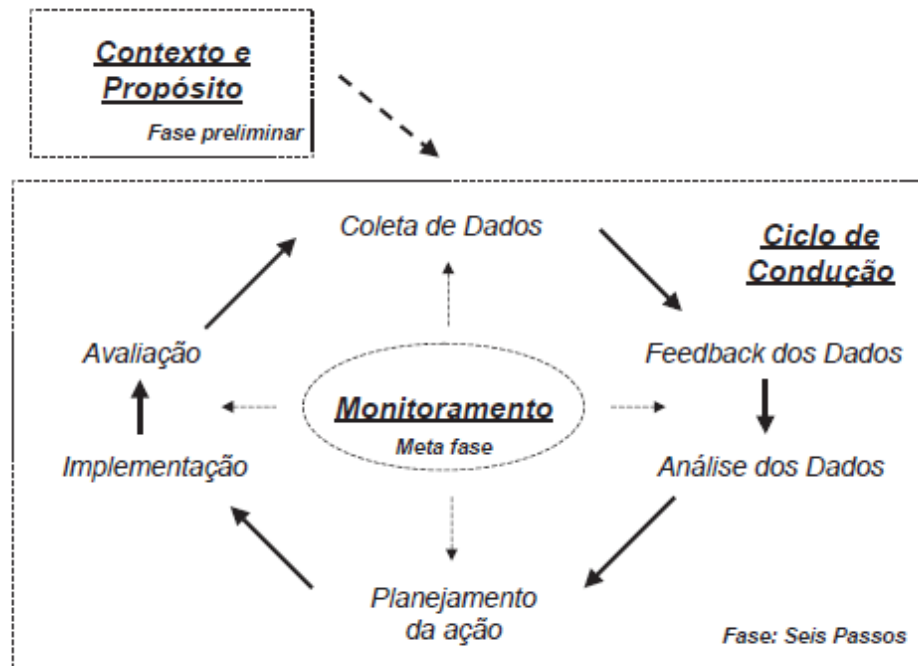 Contexto e
Propósito
Fase preliminar
Coleta de Dados
Ciclo de
Condução
Avaliação
Feedback dos Dados
Monitoramento
Meta fase
Implementação
Análise dos Dados
Planejamento
da ação
Fase: Seis Passos